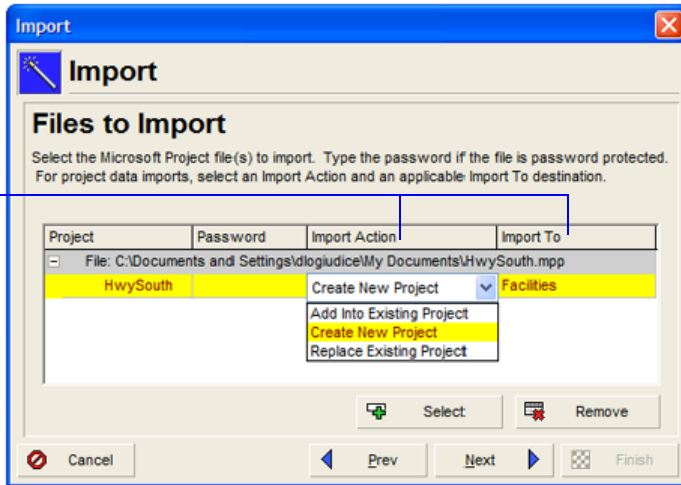 Import
Import
Files to Import
Select the Microsoft Project file(s) to import. Type the password if the file is password protected.
For project data imports, select an Import Action and an applicable Import To destination.
Project Password Import Action Import To
File: C:\Documents and Settings\dlogiudice\My Documents\HwySouth.mpp
HwySouth Create New Project Facilities
Add Into Existing Project
Create New Project
Replace Existing Project
Select Remove
Cancel Prev Next Finish